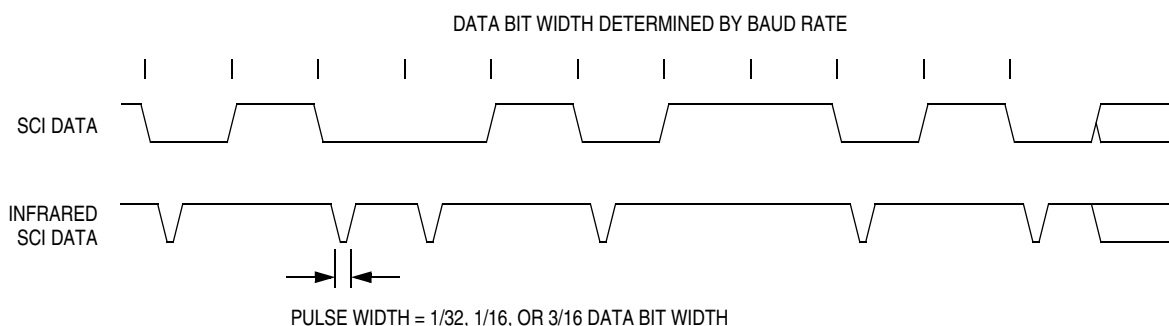 DATA BIT WIDTH DETERMINED BY BAUD RATE
SCI DATA
INFRARED
SCI DATA
PULSE WIDTH = 1/32, 1/16, OR 3/16 DATA BIT WIDTH